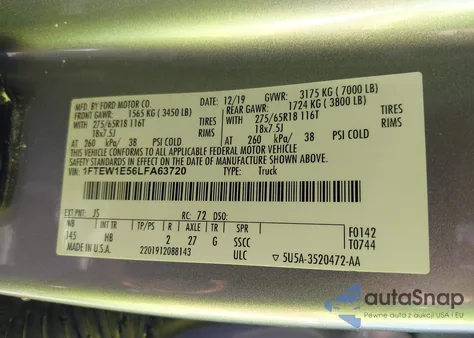 MFD. BY FORD MOTOR CO.
DATE: 12/19 GVWR: 3175 KG ( 7000 LB)
FRONT GAWR: 1565 KG ( 3450 LB) REAR GAWR: 1724 KG ( 3800 LB)
WITH 275/65R18 116T TIRES WITH 275/65R18 116T TIRES
18x7.5J RIMS 18x7.5J RIMS
AT 260 kPa/ 38 PSI COLD AT 260 kPa/ 38 PSI COLD
THIS VEHICLE CONFORMS TO ALL APPLICABLE FEDERAL MOTOR VEHICLE
SAFETY STANDARDS IN EFFECT ON THE DATE OF MANUFACTURE SHOWN ABOVE.
VIN: 1FTEW1E56LFA63720 TYPE: Truck
EXT PNT: JS RC: 72 DSO:
WB INT TR TP/PS R AXLE TR SPR F0142
145 HB 2 27 G SSCC T0744
MADE IN U.S.A. 2201912088143 ULC ▽ 5U5A-3520472-AA
autaSnap
Pewne auta z aukcji USA i EU